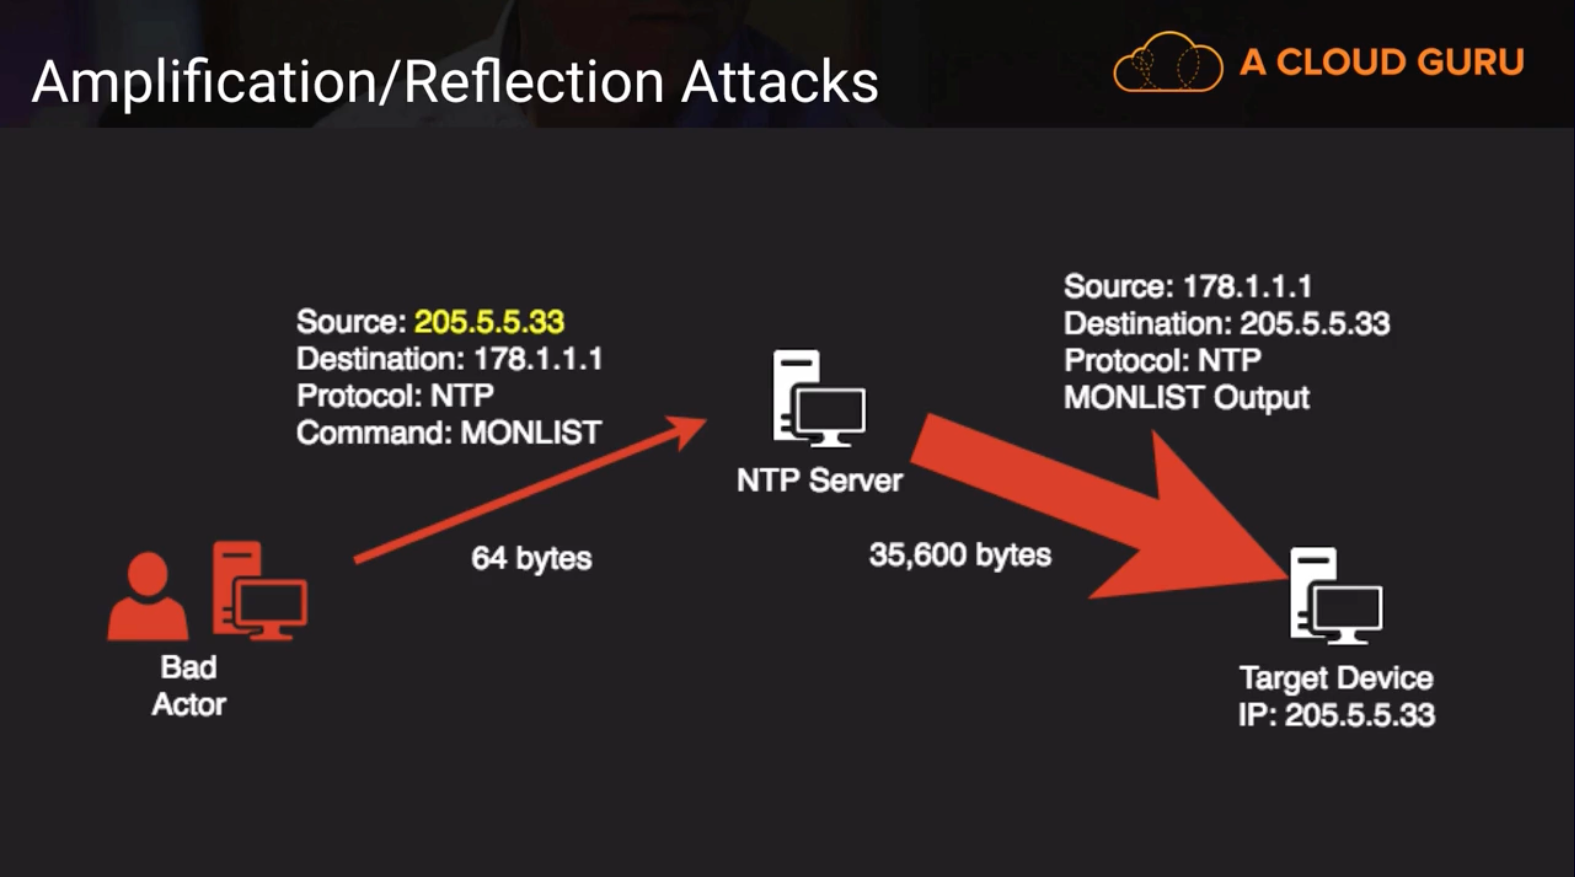 Amplification/Reflection Attacks
A CLOUD GURU
Source: 205.5.5.33
Destination: 178.1.1.1
Protocol: NTP
Command: MONLIST
Source: 178.1.1.1
Destination: 205.5.5.33
Protocol: NTP
MONLIST Output
NTP Server
64 bytes
35,600 bytes
Bad
Actor
Target Device
IP: 205.5.5.33